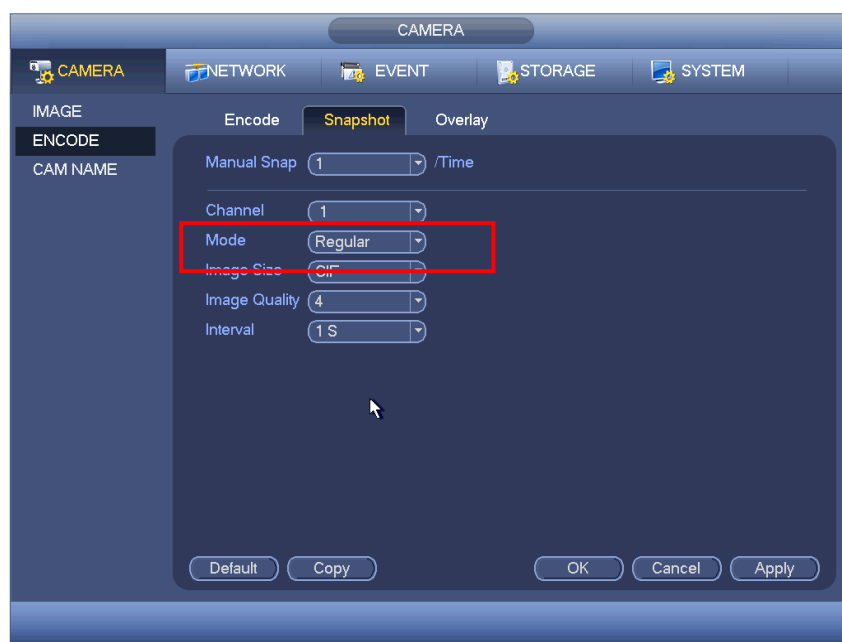 CAMERA
CAMERA NETWORK EVENT STORAGE SYSTEM
IMAGE
ENCODE
CAM NAME
Encode Snapshot Overlay
Manual Snap 1 /Time
Channel 1
Mode Regular
Image Size CIF
Image Quality 4
Interval 1 S
Default Copy OK Cancel Apply